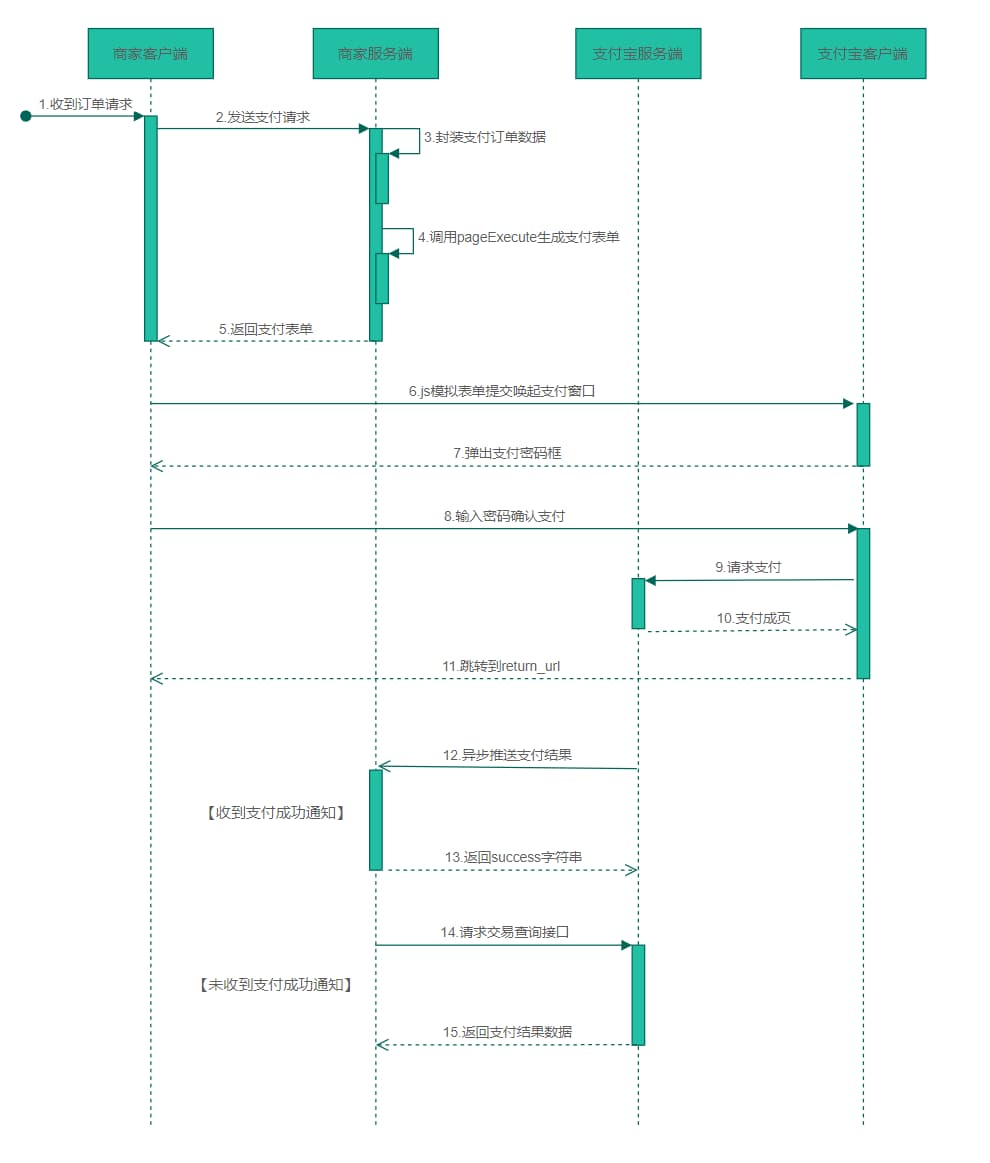 商家客户端
商家服务端
支付宝服务端
支付宝客户端
1.收到订单请求
2.发送支付请求
3.封装支付订单数据
4.调用pageExecute生成支付表单
5.返回支付表单
6.js模拟表单提交唤起支付窗口
7.弹出支付密码框
8.输入密码确认支付
9.请求支付
10.支付成页
11.跳转到return_url
12.异步推送支付结果
【收到支付成功通知】
13.返回success字符串
14.请求交易查询接口
【未收到支付成功通知】
15.返回支付结果数据